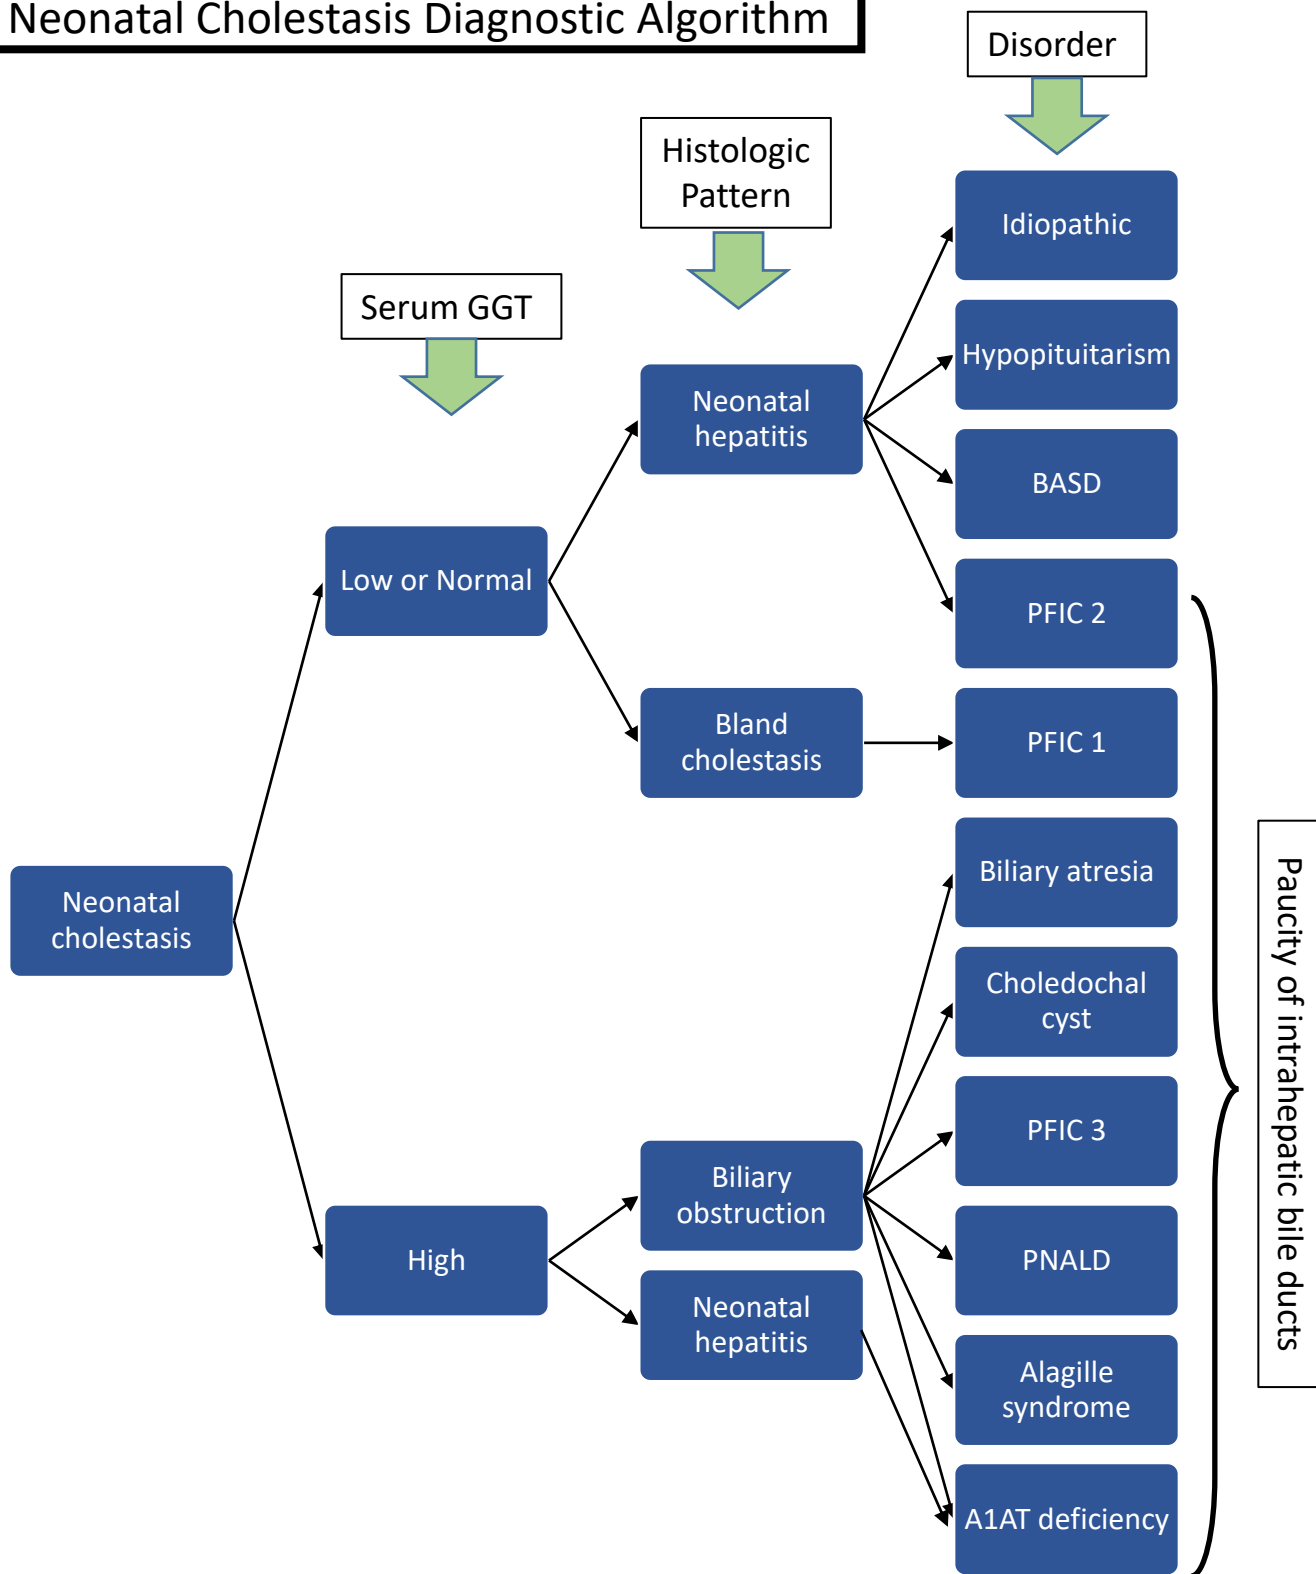 Neonatal Cholestasis Diagnostic Algorithm
Disorder
Histologic
Pattern
Serum GGT
Idiopathic
Hypopituitarism
Neonatal
hepatitis
BASD
Low or Normal
PFIC 2
Bland
cholestasis
PFIC 1
Biliary atresia
Neonatal
cholestasis
Choledochal
cyst
PFIC 3
Biliary
obstruction
High
PNALD
Neonatal
hepatitis
Alagille
syndrome
A1AT deficiency
Paucity of intrahepatic bile ducts